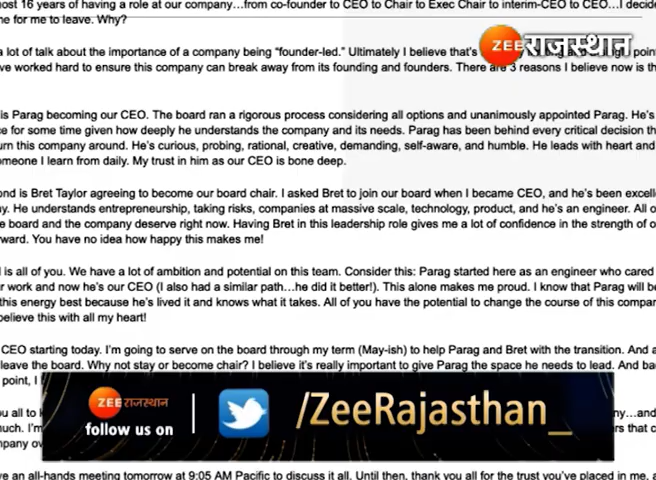 ost 16 years of having a role at our company…from co-founder to CEO to Chair to Exec Chair to interim-CEO to CEO…I decide
me for me to leave. Why?
a lot of talk about the importance of a company being “founder-led.” Ultimately I believe that’s
ve worked hard to ensure this company can break away from its founding and founders. There are 3 reasons I believe now is th
ZEE राजस्थान
is Parag becoming our CEO. The board ran a rigorous process considering all options and unanimously appointed Parag. He’s
ce for some time given how deeply he understands the company and its needs. Parag has been behind every critical decision th
urn this company around. He’s curious, probing, rational, creative, demanding, self-aware, and humble. He leads with heart and
omeone I learn from daily. My trust in him as our CEO is bone deep.
ond is Bret Taylor agreeing to become our board chair. I asked Bret to join our board when I became CEO, and he’s been excelle
ny. He understands entrepreneurship, taking risks, companies at massive scale, technology, product, and he’s an engineer. All o
e board and the company deserve right now. Having Bret in this leadership role gives me a lot of confidence in the strength of o
ward. You have no idea how happy this makes me!
l is all of you. We have a lot of ambition and potential on this team. Consider this: Parag started here as an engineer who cared
r work and now he’s our CEO (I also had a similar path…he did it better!). This alone makes me proud. I know that Parag will be
this energy best because he’s lived it and knows what it takes. All of you have the potential to change the course of this compan
believe this with all my heart!
CEO starting today. I’m going to serve on the board through my term (May-ish) to help Parag and Bret with the transition. And a
leave the board. Why not stay or become chair? I believe it’s really important to give Parag the space he needs to lead. And bac
point, I
ZEE राजस्थान
follow us on
/ZeeRajasthan_
ou all to k
ny…and
uch. I’m
rs that c
mpany ov
ve an all-hands meeting tomorrow at 9:05 AM Pacific to discuss it all. Until then, thank you all for the trust you’ve placed in me, a